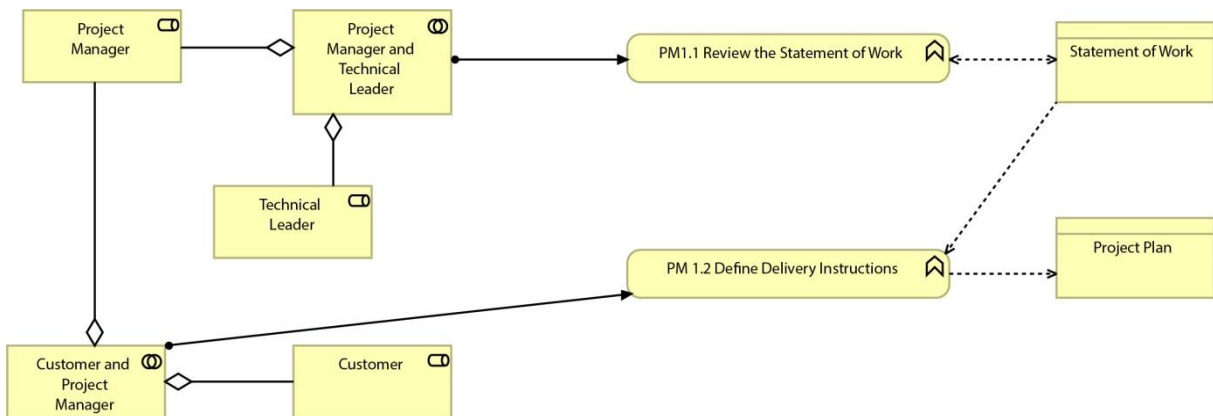 Project
Manager
Project
Manager and
Technical
Leader
PM1.1 Review the Statement of Work
Statement of Work
Technical
Leader
PM 1.2 Define Delivery Instructions
Project Plan
Customer and
Project
Manager
Customer